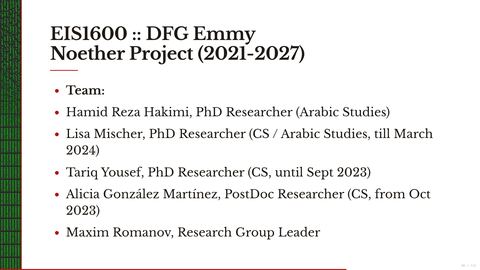 EIS1600 :: DFG Emmy
Noether Project (2021-2027)
• Team:
• Hamid Reza Hakimi, PhD Researcher (Arabic Studies)
• Lisa Mischer, PhD Researcher (CS / Arabic Studies, till March
2024)
• Tariq Yousef, PhD Researcher (CS, until Sept 2023)
• Alicia González Martínez, PostDoc Researcher (CS, from Oct
2023)
• Maxim Romanov, Research Group Leader